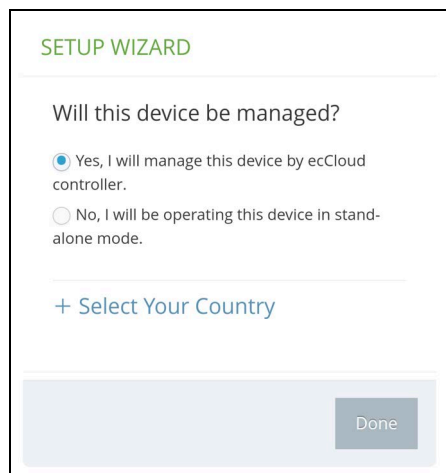 SETUP WIZARD
Will this device be managed?
Yes, I will manage this device by ecCloud
controller.
No, I will be operating this device in stand-
alone mode.
+ Select Your Country
Done